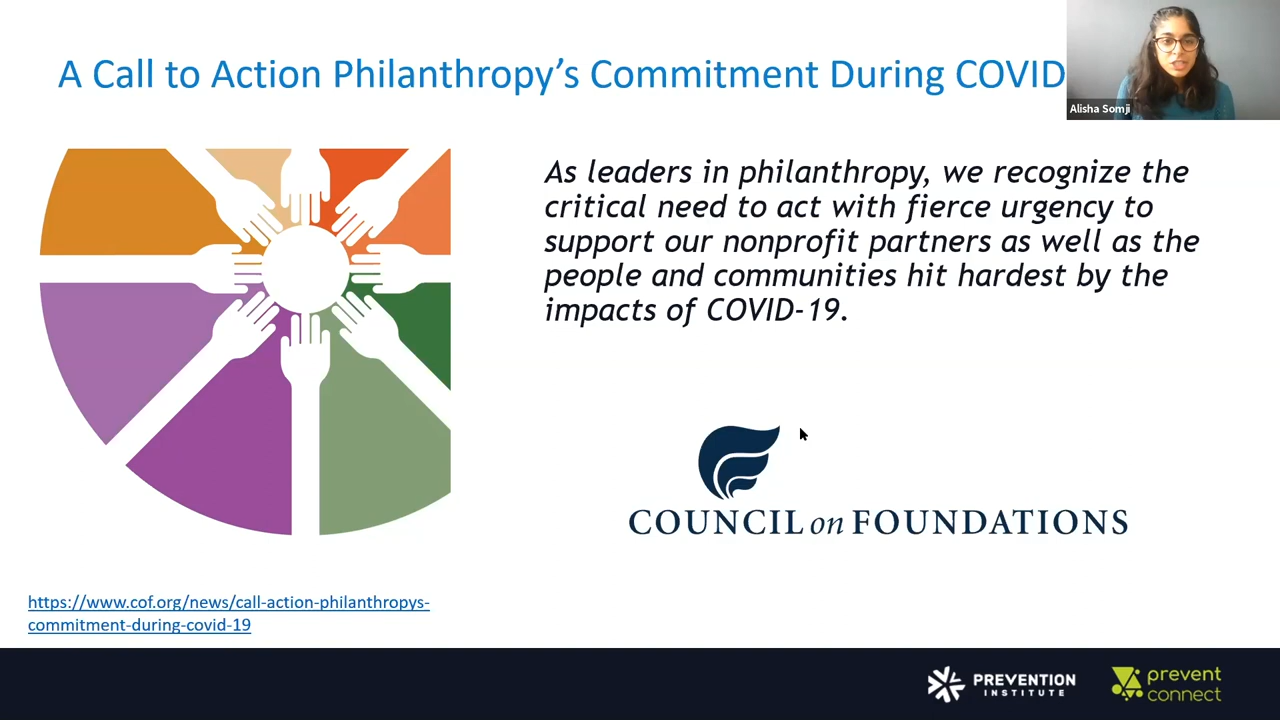 A Call to Action Philanthropy's Commitment During COVID
Alisha Somji
As leaders in philanthropy, we recognize the
critical need to act with fierce urgency to
support our nonprofit partners as well as the
people and communities hit hardest by the
impacts of COVID-19.
COUNCIL on FOUNDATIONS
https://www.cof.org/news/call-action-philanthropys-
commitment-during-covid-19
PREVENTION
INSTITUTE
prevent
connect